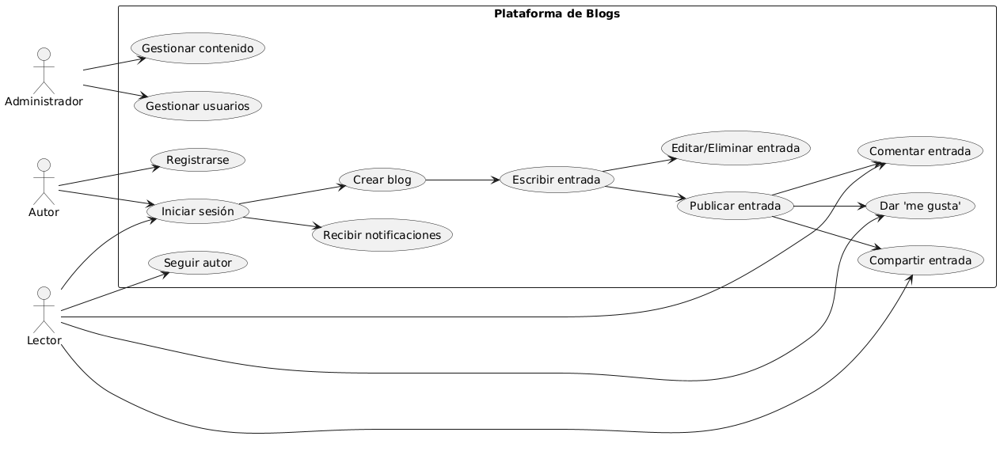 Plataforma de Blogs
Gestionar contenido
Administrador
Gestionar usuarios
Editar/Eliminar entrada
Comentar entrada
Registrarse
Crear blog
Escribir entrada
Autor
Iniciar sesión
Publicar entrada
Dar 'me gusta'
Recibir notificaciones
Seguir autor
Compartir entrada
Lector